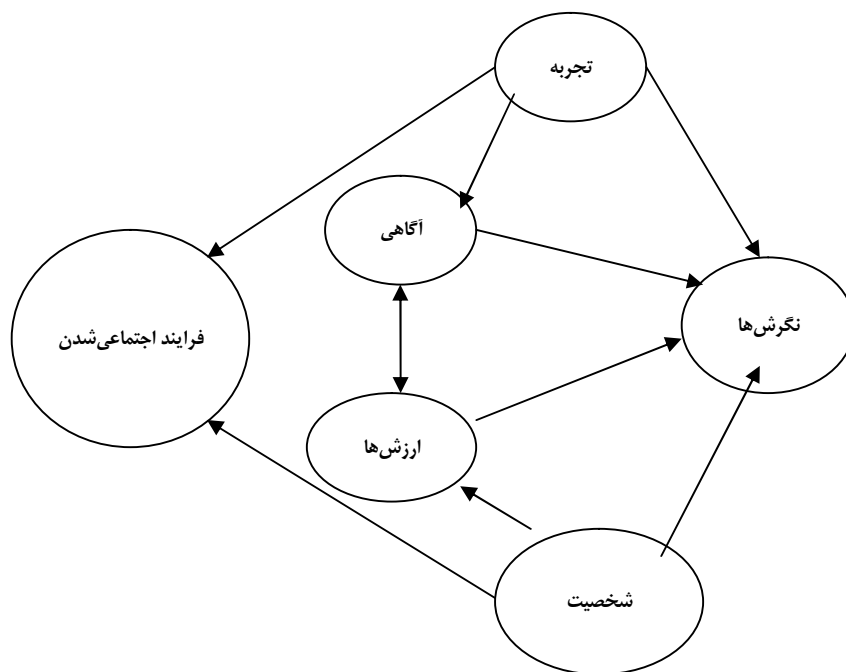 تجربه
آگاهی
نگرش‌ها
فرایند اجتماعی‌شدن
ارزش‌ها
شخصیت